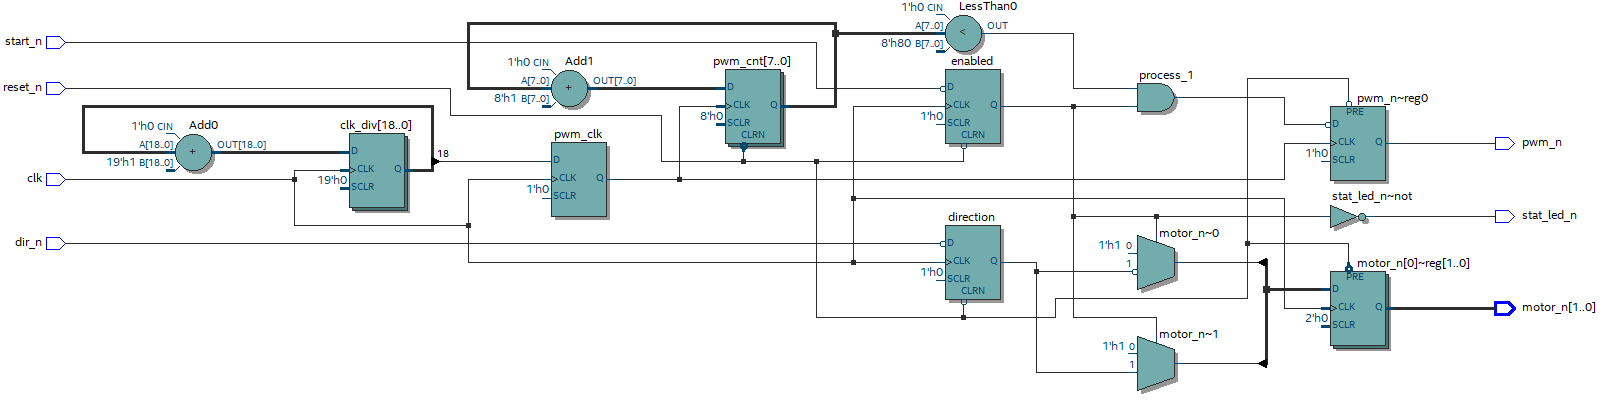 1'h0 CIN
LessThan0
A[7..0]
OUT
8'h80 B[7..0]
<
start_n
1'h0 CIN
Add1
A[7..0]
OUT[7..0]
8'h1 B[7..0]
+
pwm_cnt[7..0]
D
CLK
Q
8'h0
SCLR
CLRN
enabled
D
CLK
Q
1'h0
SCLR
CLRN
process_1
pwm_n~reg0
PRE
D
CLK
Q
1'h0
SCLR
pwm_n
reset_n
1'h0 CIN
Add0
A[18..0]
OUT[18..0]
19'h1 B[18..0]
+
clk_div[18..0]
D
CLK
Q
19'h0
SCLR
18
pwm_clk
D
CLK
Q
1'h0
SCLR
clk
stat_led_n~not
stat_led_n
dir_n
direction
D
CLK
Q
1'h0
SCLR
CLRN
motor_n~0
1'h1 0
1
motor_n[0]~reg[1..0]
PRE
D
CLK
Q
2'h0
SCLR
motor_n[1..0]
motor_n~1
1'h1 0
1